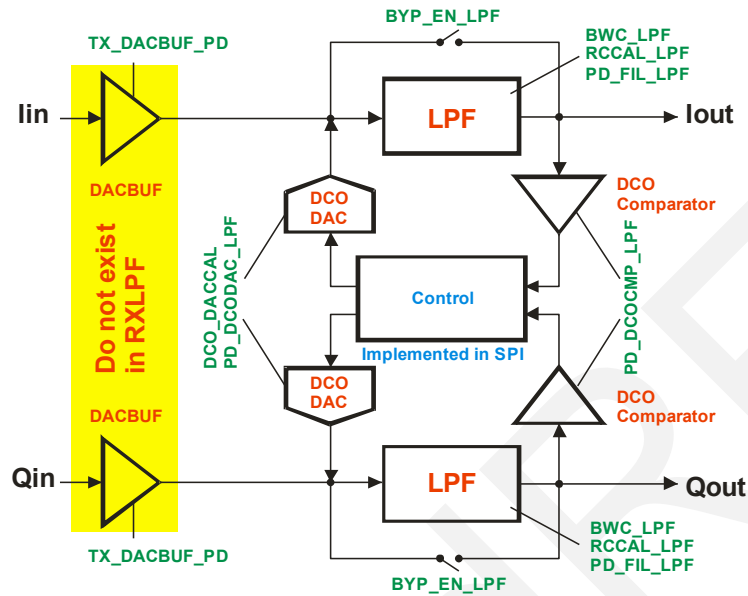 BYP_EN_LPF
TX_DACBUF_PD
BWC_LPF
RCCAL_LPF
PD_FIL_LPF
Iin
LPF
Iout
DACBUF
DCO
DAC
DCO
Comparator
Do not exist
in RXLPF
DCO_DACCAL
PD_DCODAC_LPF
Control
Implemented in SPI
PD_DCOCMP_LPF
DCO
DAC
DCO
Comparator
DACBUF
Qin
LPF
Qout
TX_DACBUF_PD
BWC_LPF
RCCAL_LPF
PD_FIL_LPF
BYP_EN_LPF